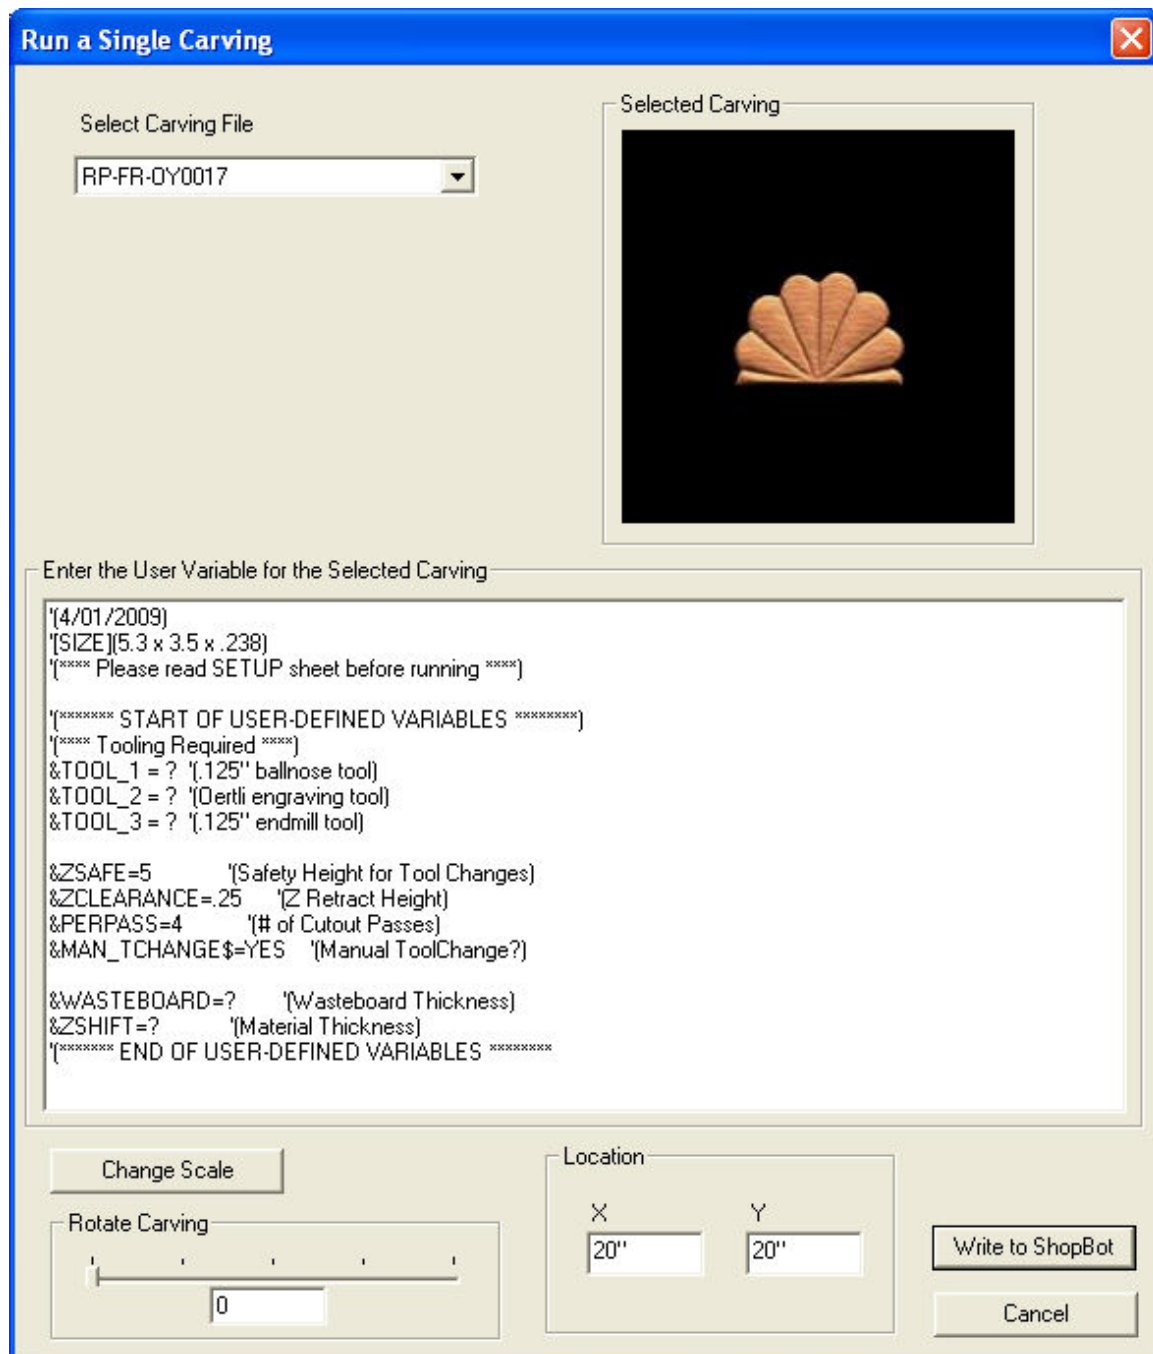 Run a Single Carving
Select Carving File
RP-FR-OY0017
Selected Carving
Enter the User Variable for the Selected Carving
'(4/01/2009)
'[SIZE](5.3 x 3.5 x .238)
'(**** Please read SETUP sheet before running ****)
'(******* START OF USER-DEFINED VARIABLES ********)
'(**** Tooling Required ****)
&TOOL_1 = ? '(.125" ballnose tool)
&TOOL_2 = ? '(Oertli engraving tool)
&TOOL_3 = ? '(.125" endmill tool)
&ZSAFE=5 '(Safety Height for Tool Changes)
&ZCLEARANCE=.25 '(Z Retract Height)
&PERPASS=4 '(# of Cutout Passes)
&MAN_TCHANGE$=YES '(Manual ToolChange?)
&WASTEBOARD=? '(Wasteboard Thickness)
&ZSHIFT=? '(Material Thickness)
'(******* END OF USER-DEFINED VARIABLES ********
Change Scale
Rotate Carving
0
Location
X Y
20" 20"
Write to ShopBot
Cancel